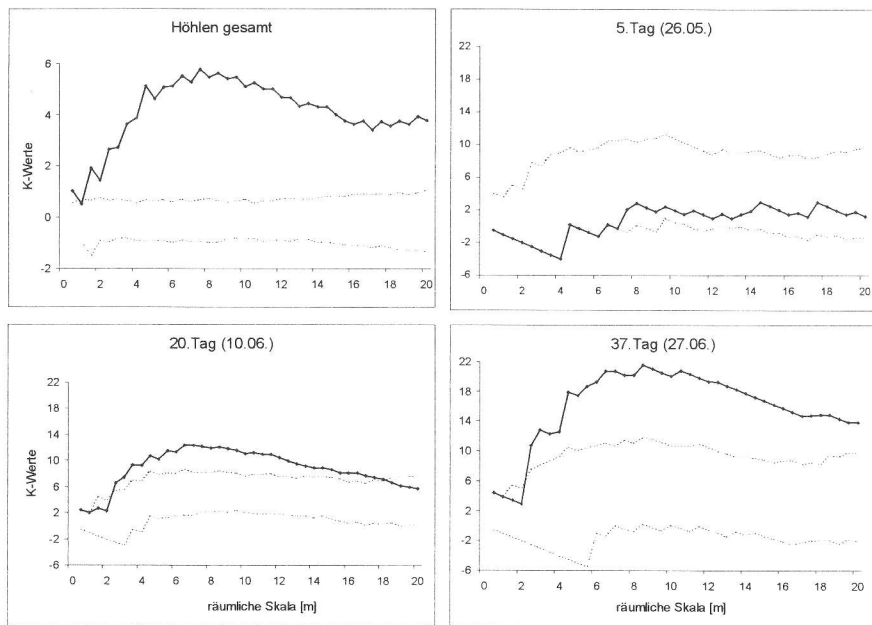 Höhlen gesamt
6
4
2
0
-2
K-Werte
0 2 4 6 8 10 12 14 16 18 20
5.Tag (26.05.)
22
18
14
10
6
2
-2
-6
0 2 4 6 8 10 12 14 16 18 20
20.Tag (10.06.)
22
18
14
10
6
2
-2
-6
K-Werte
0 2 4 6 8 10 12 14 16 18 20
räumliche Skala [m]
37.Tag (27.06.)
22
18
14
10
6
2
-2
-6
0 2 4 6 8 10 12 14 16 18 20
räumliche Skala [m]